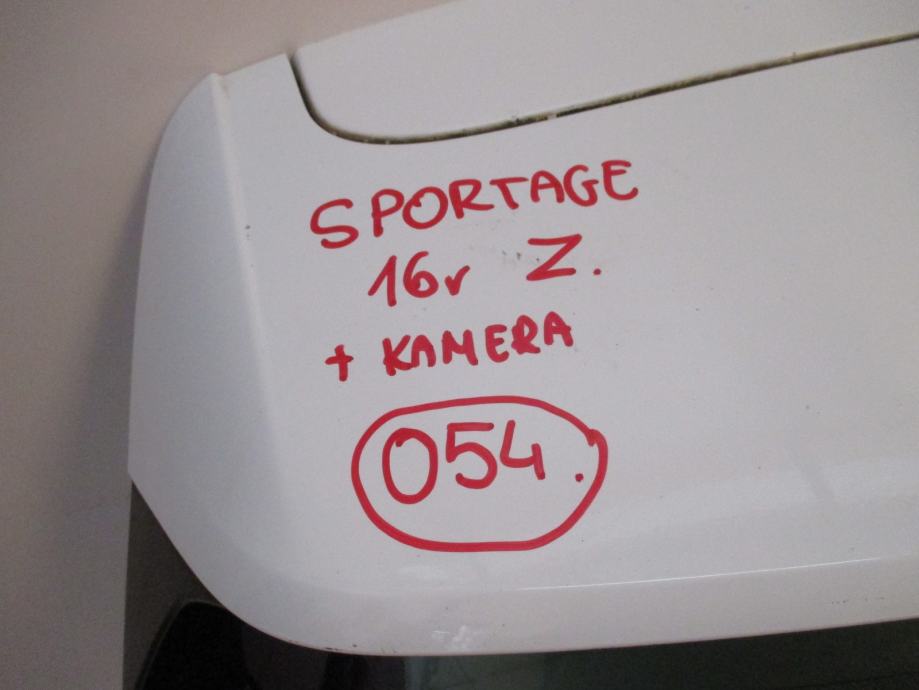 SPORTAGE
16r Z.
+ KAMERA
054.